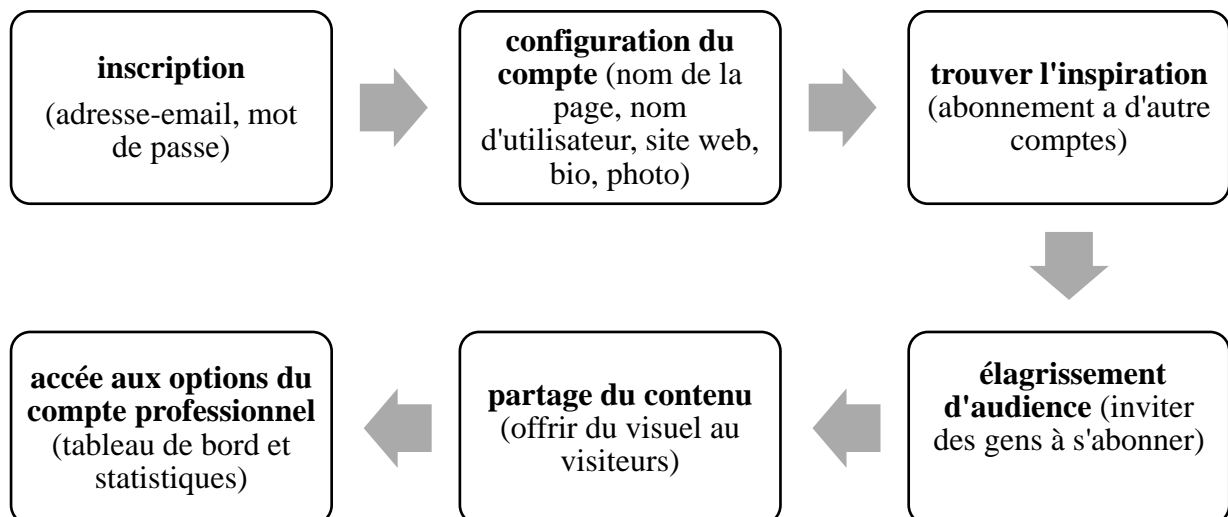 inscription
(adresse-email, mot
de passe)
configuration du
compte (nom de la
page, nom
d'utilisateur, site web,
bio, photo)
trouver l'inspiration
(abonnement a d'autre
comptes)
élagrissement
d'audience (inviter
des gens à s'abonner)
partage du contenu
(offrir du visuel au
visiteurs)
accée aux options du
compte professionnel
(tableau de bord et
statistiques)